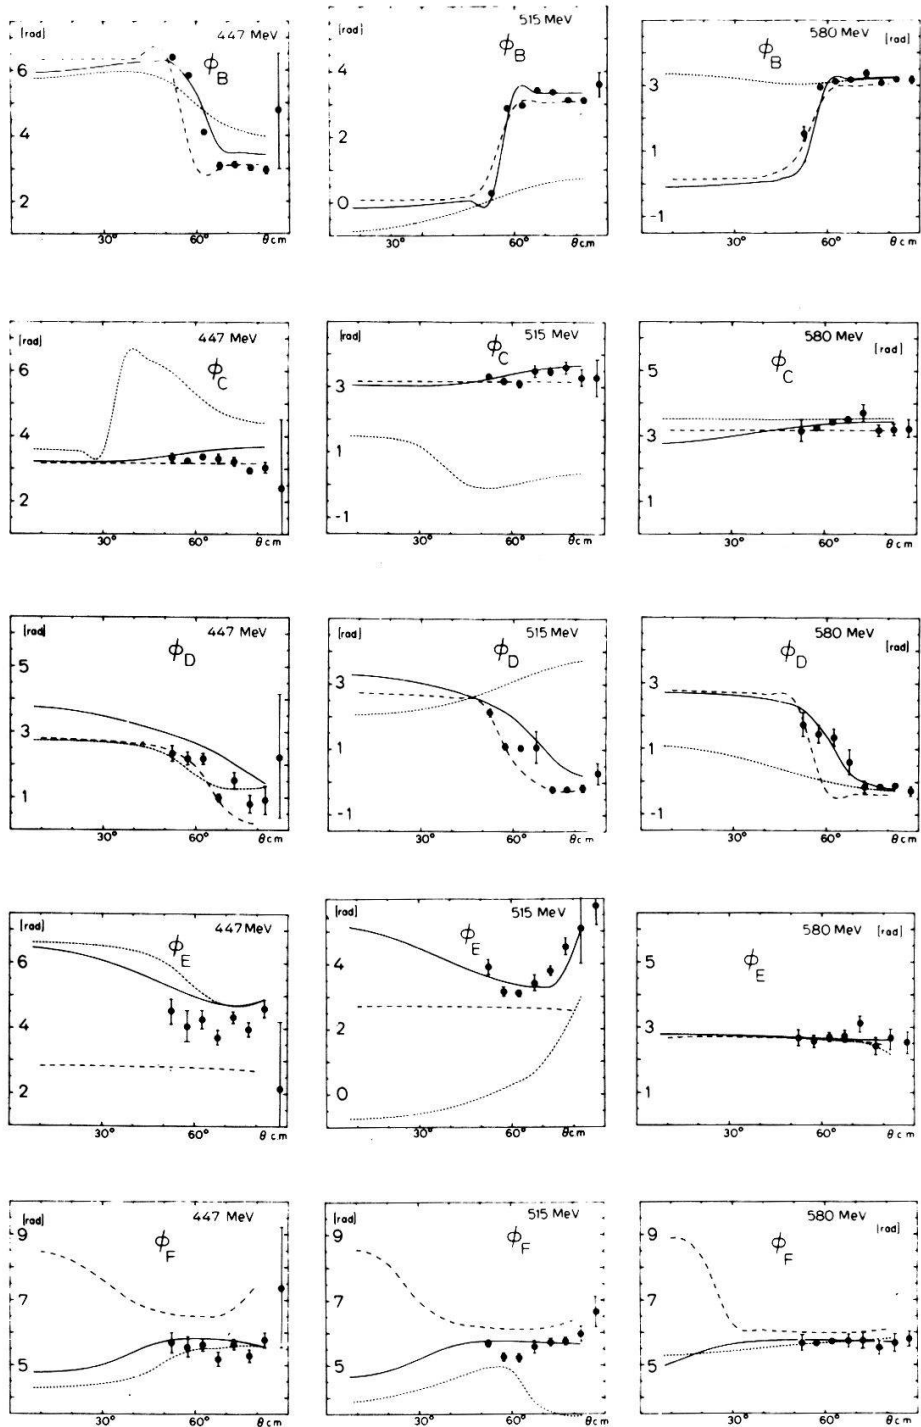 [rad] 447 MeV
ϕB
6
4
2
30° 60° θcm
515 MeV
ϕB
4
2
0
30° 60° θcm
580 MeV [rad]
ϕB
3
1
-1
30° 60° θcm
[rad] 447 MeV
ϕC
6
4
2
30° 60° θcm
[rad] 515 MeV
ϕC
3
1
-1
30° 60° θcm
580 MeV [rad]
ϕC
5
3
1
30° 60° θcm
[rad] 447 MeV
ϕD
5
3
1
30° 60° θcm
[rad] 515 MeV
ϕD
3
1
-1
30° 60° θcm
580 MeV [rad]
ϕD
3
1
-1
30° 60° θcm
[rad] 447 MeV
ϕE
6
4
2
30° 60° θcm
[rad] 515 MeV
ϕE
4
2
0
30° 60° θcm
580 MeV [rad]
ϕE
5
3
1
30° 60° θcm
[rad] 447 MeV
ϕF
9
7
5
30° 60° θcm
[rad] 515 MeV
ϕF
9
7
5
30° 60° θcm
580 MeV [rad]
ϕF
9
7
5
30° 60° θcm